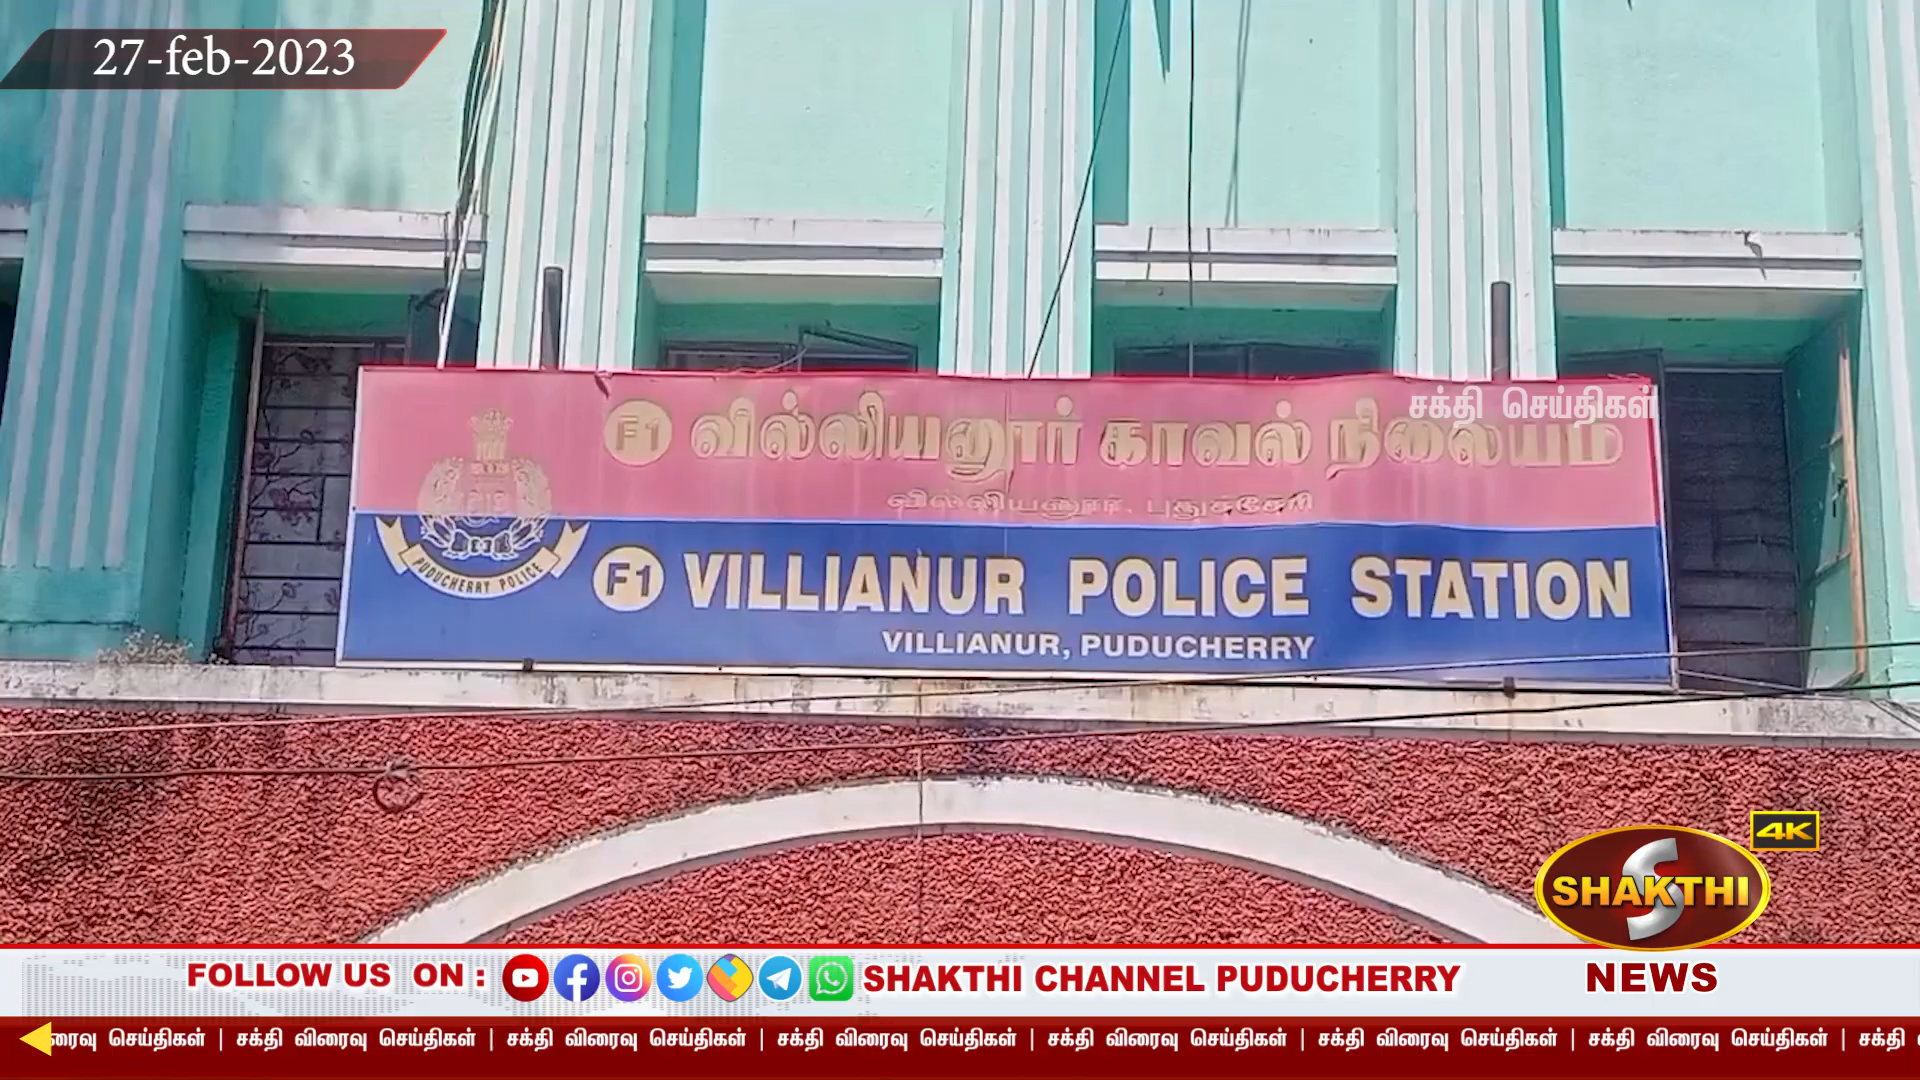 27-feb-2023
சக்தி செய்திகள்
F1 வில்லியனூர் காவல் நிலையம்
வில்லியனூர், புதுச்சேரி
PUDUCHERRY POLICE
F1 VILLIANUR POLICE STATION
VILLIANUR, PUDUCHERRY
4K
SHAKTHI
NEWS
FOLLOW US ON : SHAKTHI CHANNEL PUDUCHERRY
செய்திகள் | சக்தி விரைவு செய்திகள் | சக்தி விரைவு செய்திகள் | சக்தி விரைவு செய்திகள் | சக்தி விரைவு செய்திகள் | சக்தி விரைவு செய்திகள் | சக்தி விரைவு செய்திகள் |